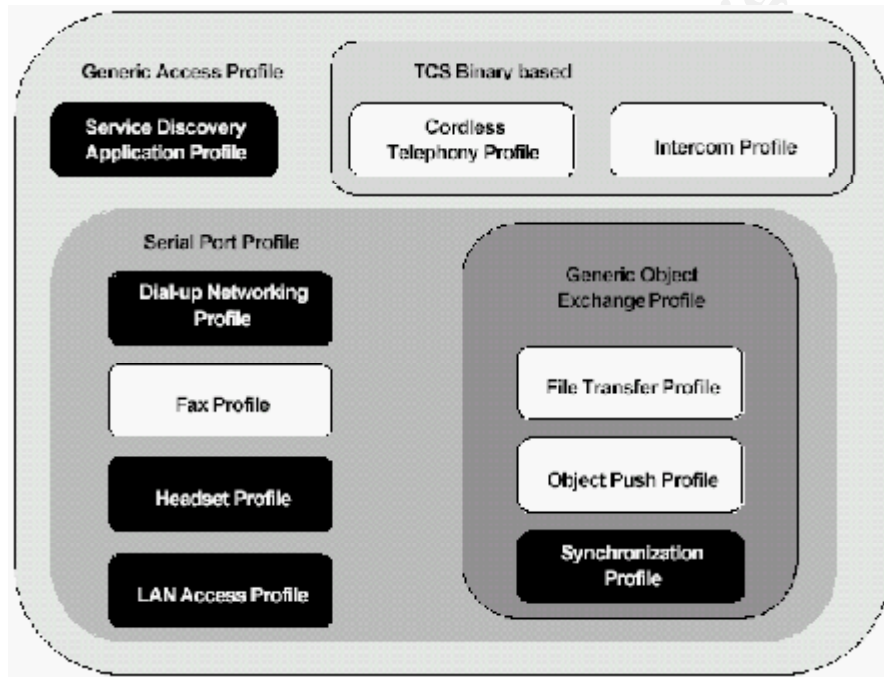 Generic Access Profile
TCS Binary based
Service Discovery
Application Profile
Cordless
Telephony Profile
Intercom Profile
Serial Port Profile
Dial-up Networking
Profile
Fax Profile
Headset Profile
LAN Access Profile
Generic Object
Exchange Profile
File Transfer Profile
Object Push Profile
Synchronization
Profile